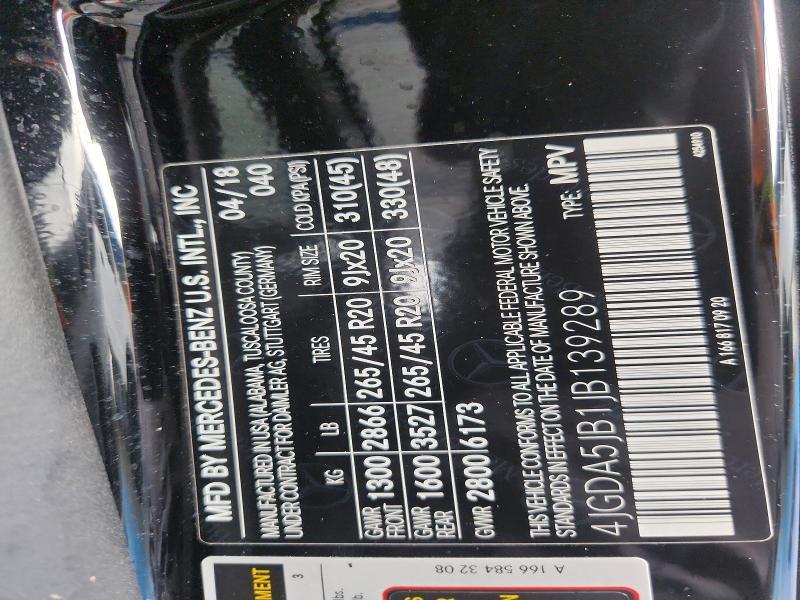 MFD BY MERCEDES-BENZ U.S. INTL., INC
04/18
MANUFACTURED IN USA (ALABAMA, TUSCALOOSA COUNTY) 040
UNDER CONTRACT FOR DAIMLER AG, STUTTGART (GERMANY)
KG LB TIRES RIM SIZE COLD KPA(PSI)
GAWR FRONT 1300 2866 265/45 R20 9Jx20 310(45)
GAWR REAR 1600 3527 265/45 R20 9Jx20 330(48)
GVWR 2800 6173
THIS VEHICLE CONFORMS TO ALL APPLICABLE FEDERAL MOTOR VEHICLE SAFETY
STANDARDS IN EFFECT ON THE DATE OF MANUFACTURE SHOWN ABOVE.
4JGDA5JB1JB139289 TYPE: MPV
A 166 817 09 20
A 166 584 32 08
MENT
3
lbs.
lb.